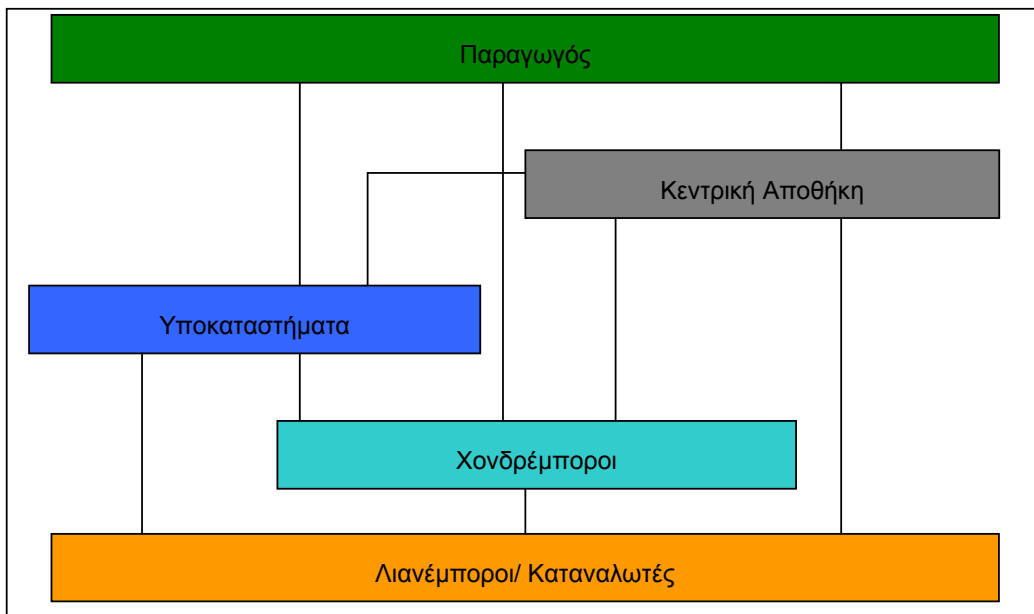 Παραγωγός
Κεντρική Αποθήκη
Υποκαταστήματα
Χονδρέμποροι
Λιανέμποροι/ Καταναλωτές